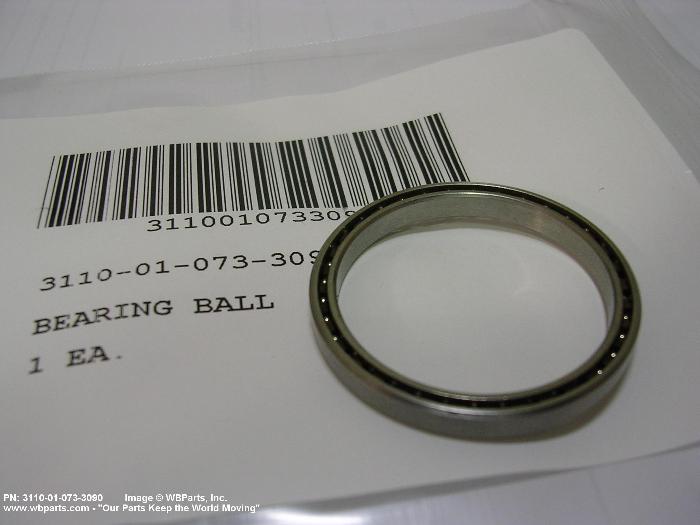 311001073309
3110-01-073-309
BEARING BALL
1 EA.
PN: 3110-01-073-3090 Image © WBParts, Inc.
www.wbparts.com - "Our Parts Keep the World Moving"